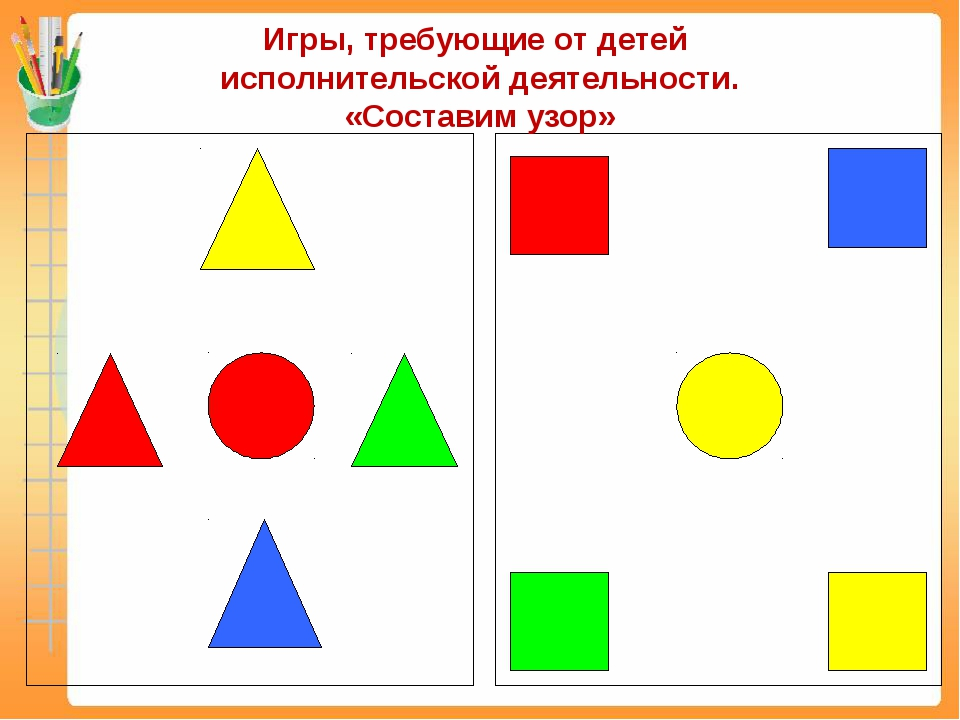 Игры, требующие от детей
исполнительской деятельности.
«Составим узор»